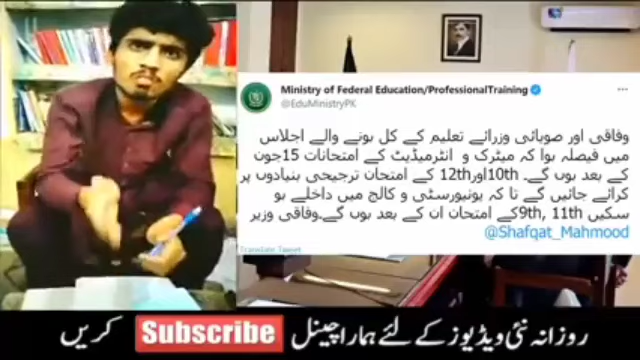 Ministry of Federal Education/ProfessionalTraining
@EduMinistryPK
وفاقی اور صوبائی وزرائے تعلیم کے کل ہونے والے اجلاس
میں فیصلہ ہوا کہ میٹرک و انٹرمیڈیٹ کے امتحانات 15جون
کے بعد ہوں گے۔ 10thاور12th کے امتحان ترجیحی بنیادوں پر
کرائے جائیں گے تا کہ یونیورسٹی و کالج میں داخلے ہو
سکیں 9th, 11thکے امتحان ان کے بعد ہوں گے۔وفاقی وزیر
@Shafqat_Mahmood
Translate Tweet
روزانہ نئی ویڈیوز کے لئے ہمارا چینل Subscribe کریں